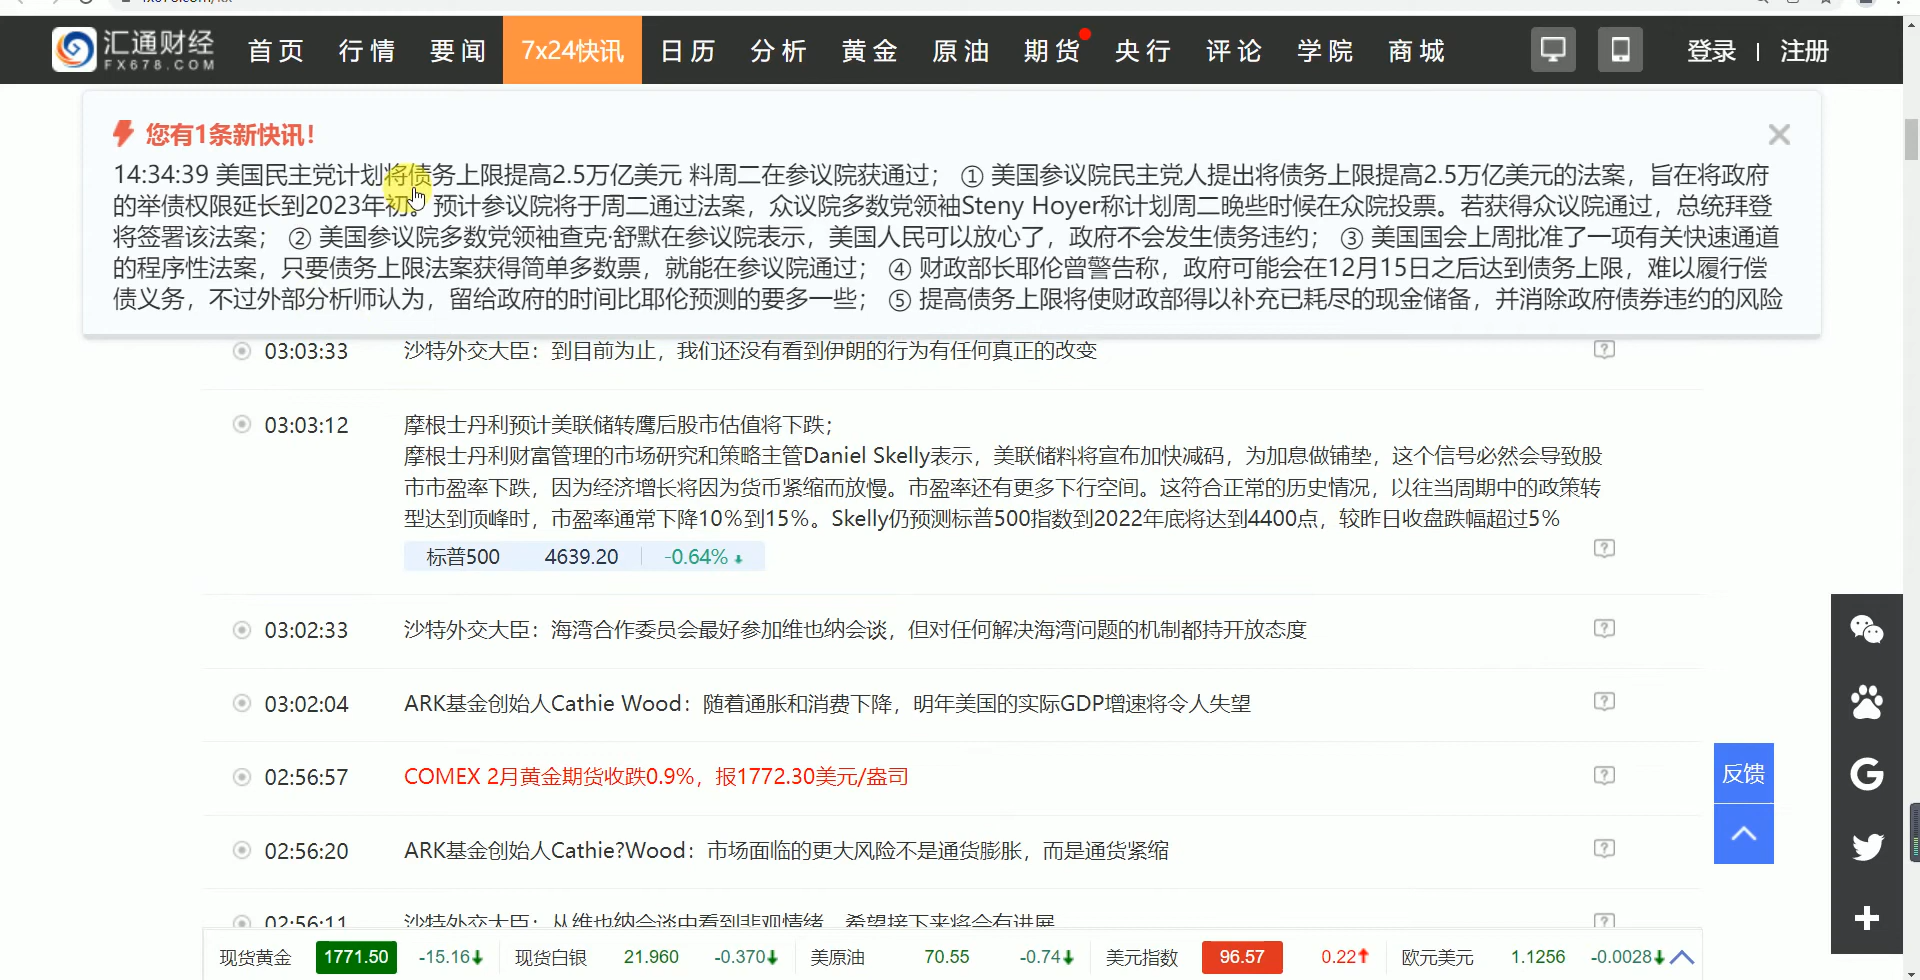 汇通财经
FX678.COM
首页 行情 要闻 7x24快讯 日历 分析 黄金 原油 期货 央行 评论 学院 商城 登录 | 注册
您有1条新快讯！
14:34:39 美国民主党计划将债务上限提高2.5万亿美元 料周二在参议院获通过； ① 美国参议院民主党人提出将债务上限提高2.5万亿美元的法案，旨在将政府
的举债权限延长到2023年初。预计参议院将于周二通过法案，众议院多数党领袖Steny Hoyer称计划周二晚些时候在众院投票。若获得众议院通过，总统拜登
将签署该法案； ② 美国参议院多数党领袖查克·舒默在参议院表示，美国人民可以放心了，政府不会发生债务违约； ③ 美国国会上周批准了一项有关快速通道
的程序性法案，只要债务上限法案获得简单多数票，就能在参议院通过； ④ 财政部长耶伦曾警告称，政府可能会在12月15日之后达到债务上限，难以履行偿
债义务，不过外部分析师认为，留给政府的时间比耶伦预测的要多一些； ⑤ 提高债务上限将使财政部得以补充已耗尽的现金储备，并消除政府债券违约的风险
03:03:33 沙特外交大臣：到目前为止，我们还没有看到伊朗的行为有任何真正的改变
03:03:12 摩根士丹利预计美联储转鹰后股市估值将下跌；
摩根士丹利财富管理的市场研究和策略主管Daniel Skelly表示，美联储料将宣布加快减码，为加息做铺垫，这个信号必然会导致股
市市盈率下跌，因为经济增长将因为货币紧缩而放慢。市盈率还有更多下行空间。这符合正常的历史情况，以往当周期中的政策转
型达到顶峰时，市盈率通常下降10%到15%。Skelly仍预测标普500指数到2022年底将达到4400点，较昨日收盘跌幅超过5%
标普500 4639.20 -0.64%↓
03:02:33 沙特外交大臣：海湾合作委员会最好参加维也纳会谈，但对任何解决海湾问题的机制都持开放态度
03:02:04 ARK基金创始人Cathie Wood：随着通胀和消费下降，明年美国的实际GDP增速将令人失望
02:56:57 COMEX 2月黄金期货收跌0.9%，报1772.30美元/盎司
02:56:20 ARK基金创始人Cathie?Wood：市场面临的更大风险不是通货膨胀，而是通货紧缩
02:56:11 沙特外交大臣：从维也纳会谈中看到悲观情绪，希望接下来将会有进展
反馈
现货黄金 1771.50 -15.16↓ 现货白银 21.960 -0.370↓ 美原油 70.55 -0.74↓ 美元指数 96.57 0.22↑ 欧元美元 1.1256 -0.0028↓